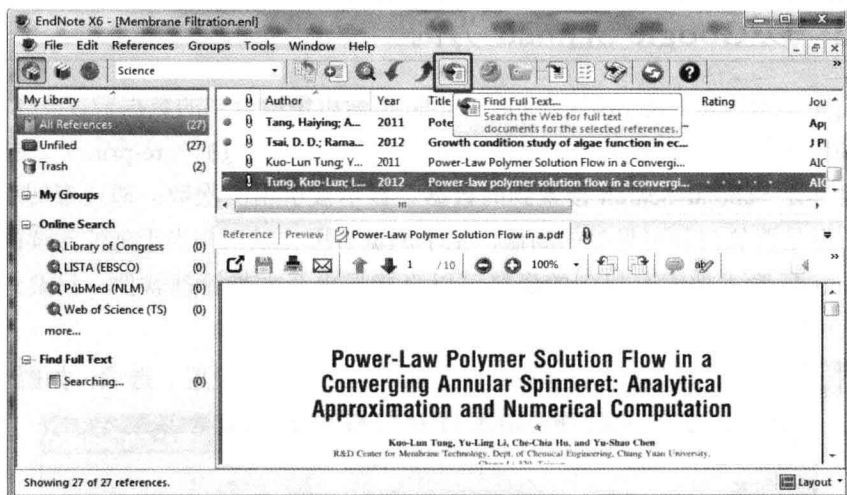 EndNote X6 - [Membrane Filtration.enl]
File Edit References Groups Tools Window Help
Science
My Library
All References (27)
Unfiled (27)
Trash (2)
My Groups
Online Search
Library of Congress (0)
LISTA (EBSCO) (0)
PubMed (NLM) (0)
Web of Science (TS) (0)
more...
Find Full Text
Searching... (0)
Author Year Title Rating Jou
Find Full Text...
Search the Web for full text
documents for the selected references.
Tang, Haiying; A... 2011 Pote
Tsai, D. D.; Rama... 2012 Growth condition study of algae function in ec... J Pl
Kuo-Lun Tung; Y... 2011 Power-Law Polymer Solution Flow in a Convergi... AIC
Tung, Kuo-Lun; L... 2012 Power-law polymer solution flow in a convergi... AIC
Reference Preview Power-Law Polymer Solution Flow in a.pdf
1 /10 100%
Power-Law Polymer Solution Flow in a
Converging Annular Spinneret: Analytical
Approximation and Numerical Computation
Kuo-Lun Tung, Yu-Ling Li, Che-Chia Hu, and Yu-Shao Chen
R&D Center for Membrane Technology, Dept. of Chemical Engineering, Chung Yuan University,
Showing 27 of 27 references.
Layout